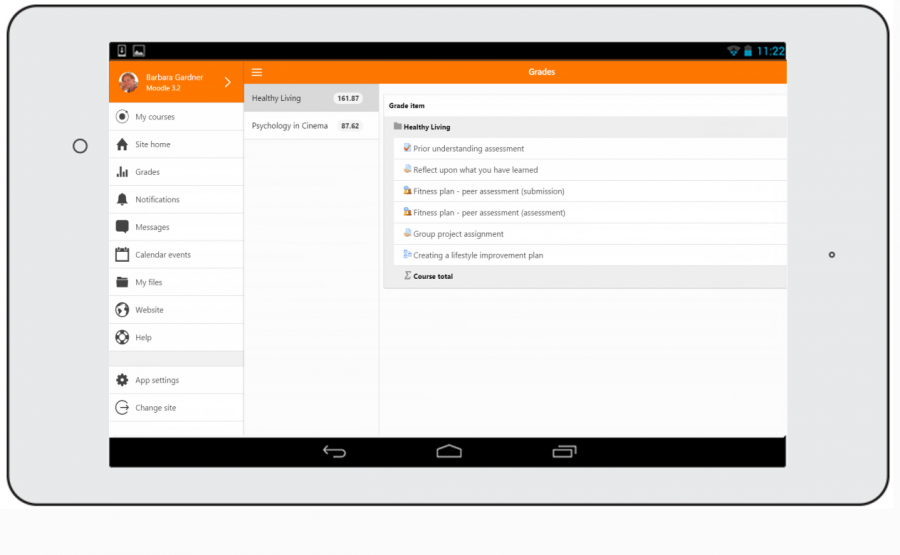 11:22
Barbara Gardner
Moodle 3.2
Grades
My courses
Site home
Grades
Notifications
Messages
Calendar events
My files
Website
Help
App settings
Change site
Healthy Living 161.87
Psychology in Cinema 87.62
Grade item
Healthy Living
Prior understanding assessment
Reflect upon what you have learned
Fitness plan - peer assessment (submission)
Fitness plan - peer assessment (assessment)
Group project assignment
Creating a lifestyle improvement plan
Σ Course total